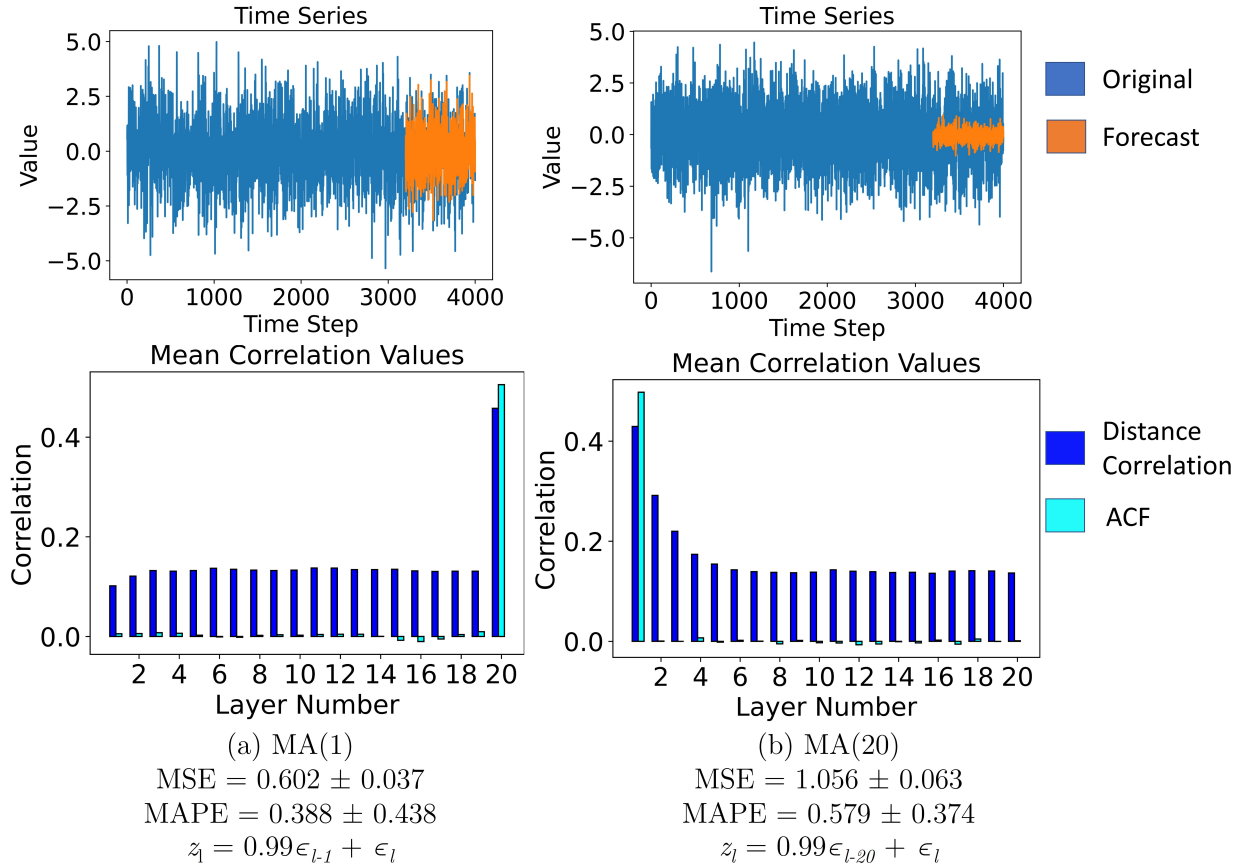 Time Series
5.0
2.5
0.0
−2.5
−5.0
Value
0 1000 2000 3000 4000
Time Step
Time Series
5.0
2.5
0.0
−2.5
−5.0
Value
0 1000 2000 3000 4000
Time Step
Original
Forecast
Mean Correlation Values
0.4
0.2
0.0
Correlation
2 4 6 8 10 12 14 16 18 20
Layer Number
Mean Correlation Values
0.4
0.2
0.0
Correlation
2 4 6 8 10 12 14 16 18 20
Layer Number
Distance
Correlation
ACF
(a) MA(1)
MSE = 0.602 ± 0.037
MAPE = 0.388 ± 0.438
z_l = 0.99ϵ_{l-1} + ϵ_l
(b) MA(20)
MSE = 1.056 ± 0.063
MAPE = 0.579 ± 0.374
z_l = 0.99ϵ_{l-20} + ϵ_l